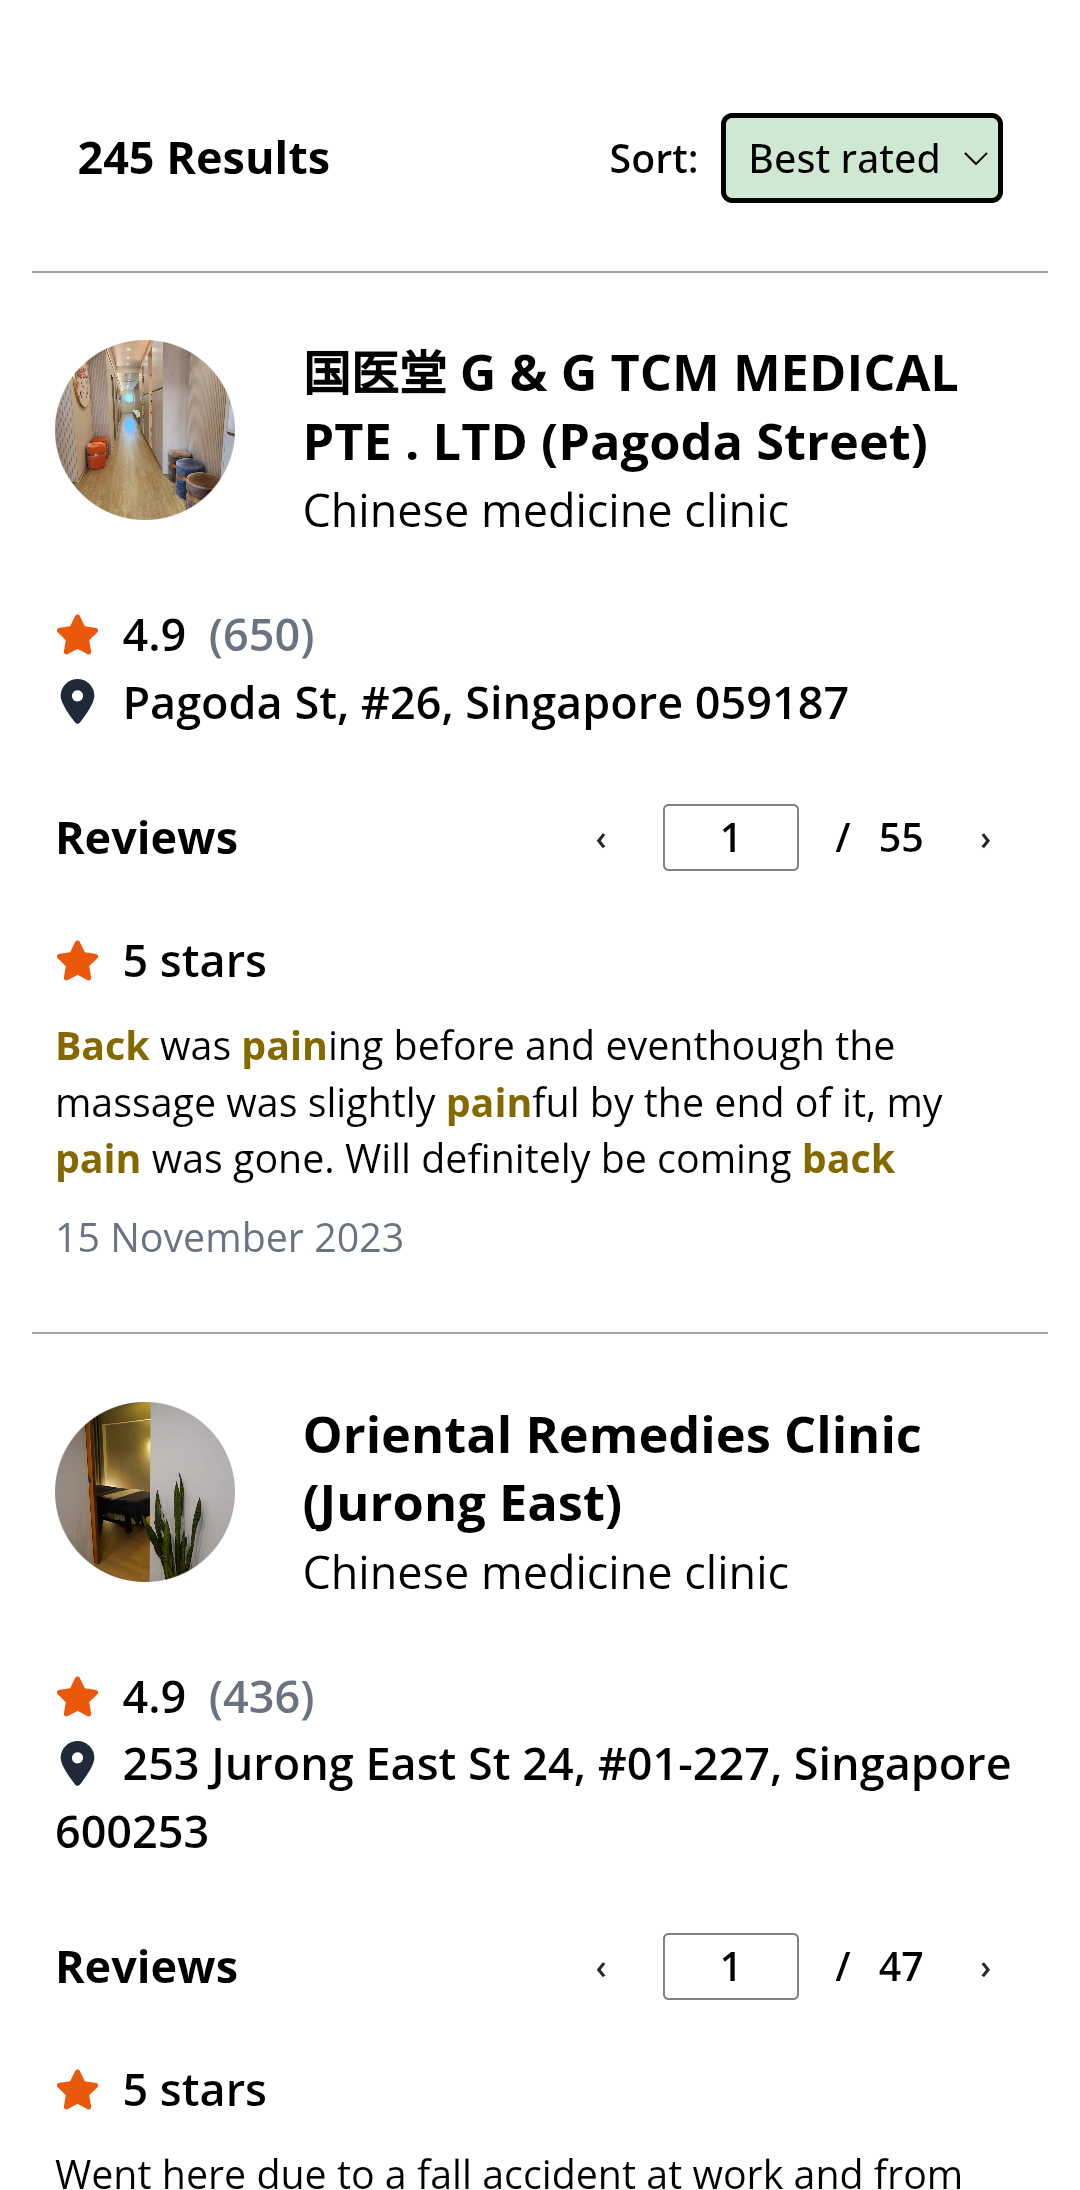 245 Results
Sort: Best rated
国医堂 G & G TCM MEDICAL
PTE . LTD (Pagoda Street)
Chinese medicine clinic
4.9 (650)
Pagoda St, #26, Singapore 059187
Reviews ‹ 1 / 55 ›
5 stars
Back was paining before and eventhough the
massage was slightly painful by the end of it, my
pain was gone. Will definitely be coming back
15 November 2023
Oriental Remedies Clinic
(Jurong East)
Chinese medicine clinic
4.9 (436)
253 Jurong East St 24, #01-227, Singapore
600253
Reviews ‹ 1 / 47 ›
5 stars
Went here due to a fall accident at work and from